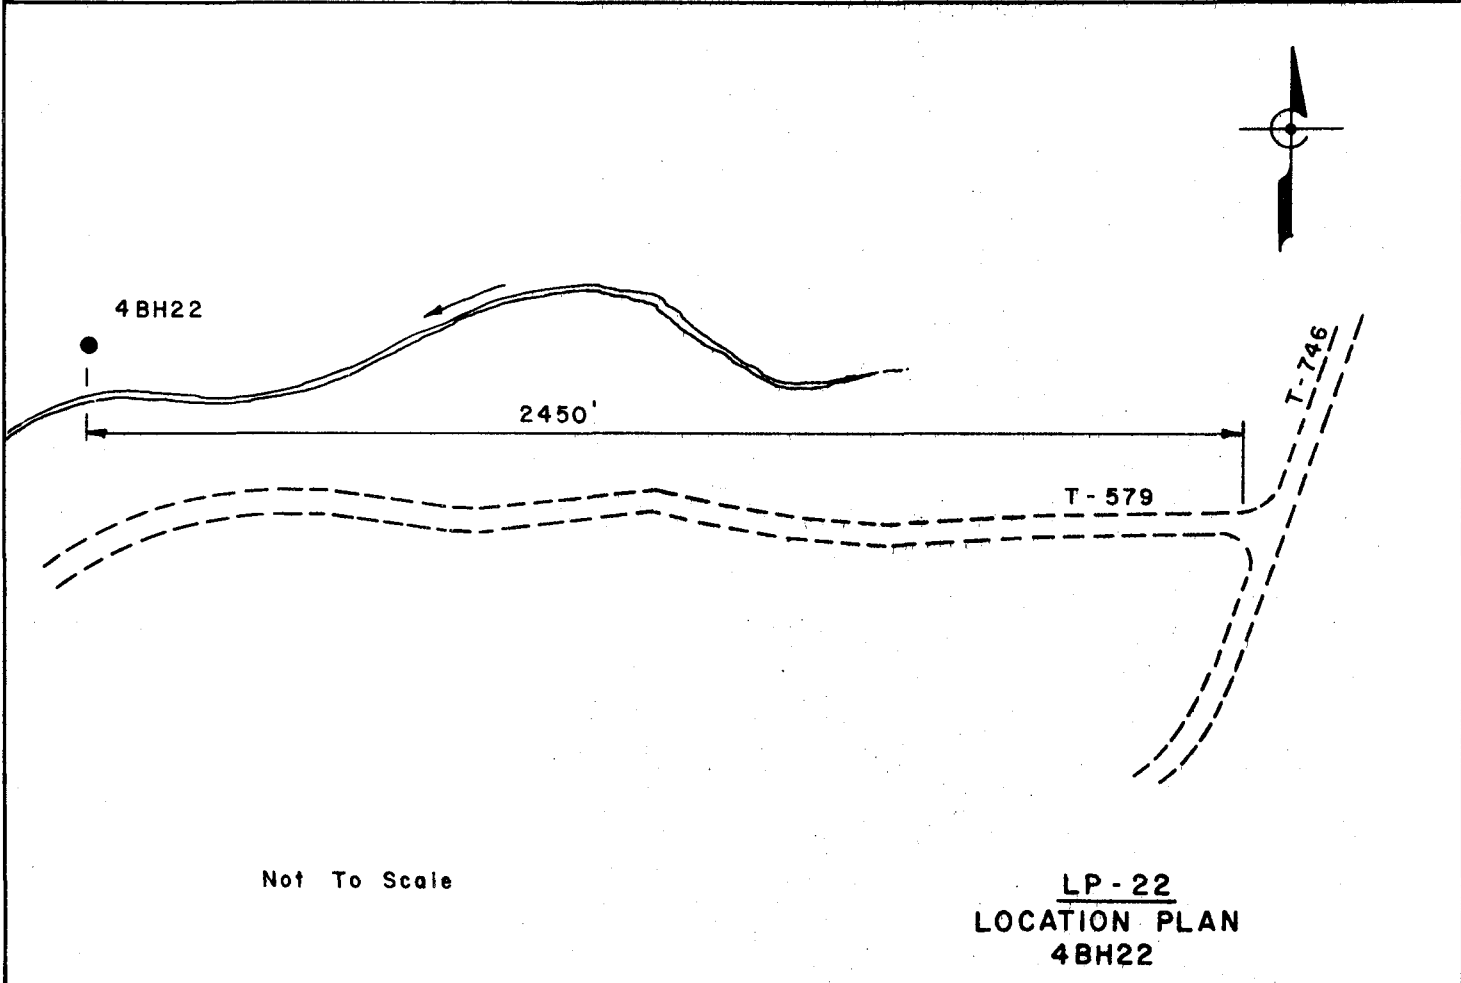 4BH22
T-746
2450'
T-579
Not To Scale
LP-22
LOCATION PLAN
4BH22